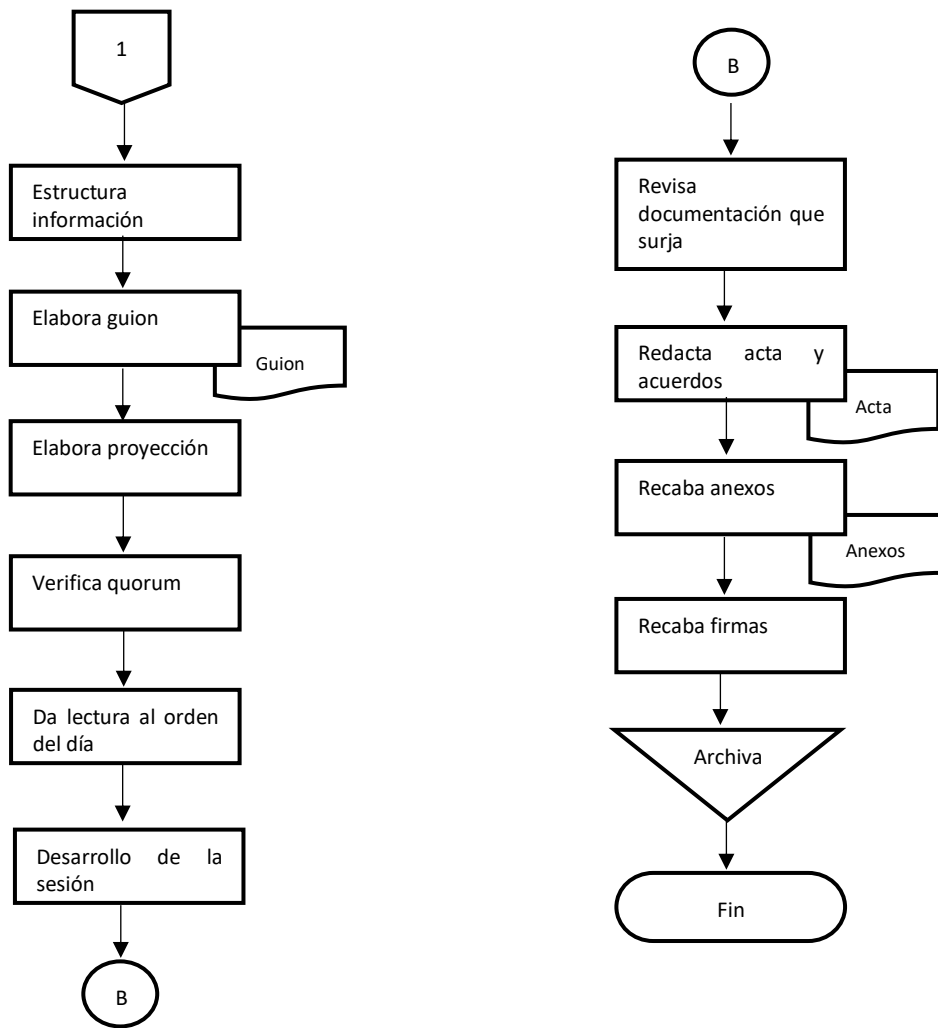 1
Estructura
información
Elabora guion
Guion
Elabora proyección
Verifica quorum
Da lectura al orden
del día
Desarrollo de la
sesión
B
B
Revisa
documentación que
surja
Redacta acta y
acuerdos
Acta
Recaba anexos
Anexos
Recaba firmas
Archiva
Fin